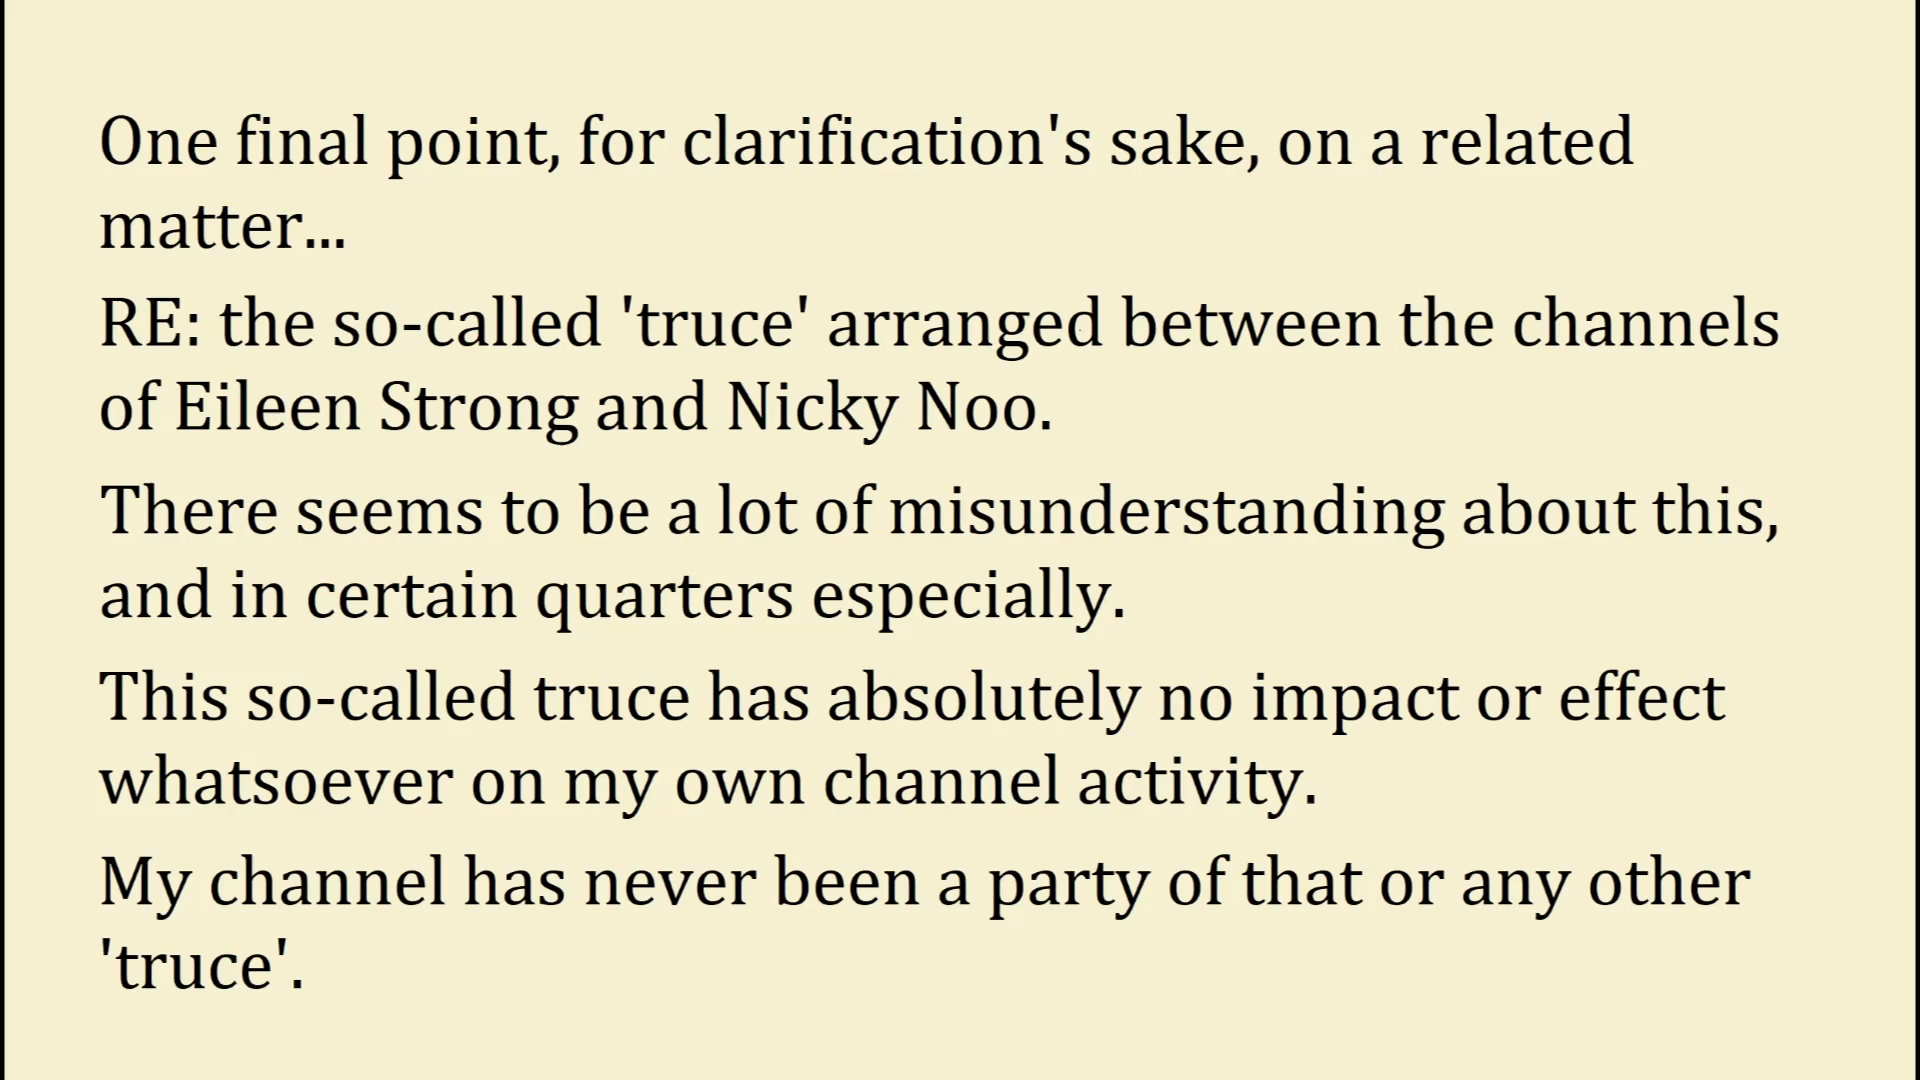 One final point, for clarification's sake, on a related
matter...
RE: the so-called 'truce' arranged between the channels
of Eileen Strong and Nicky Noo.
There seems to be a lot of misunderstanding about this,
and in certain quarters especially.
This so-called truce has absolutely no impact or effect
whatsoever on my own channel activity.
My channel has never been a party of that or any other
'truce'.